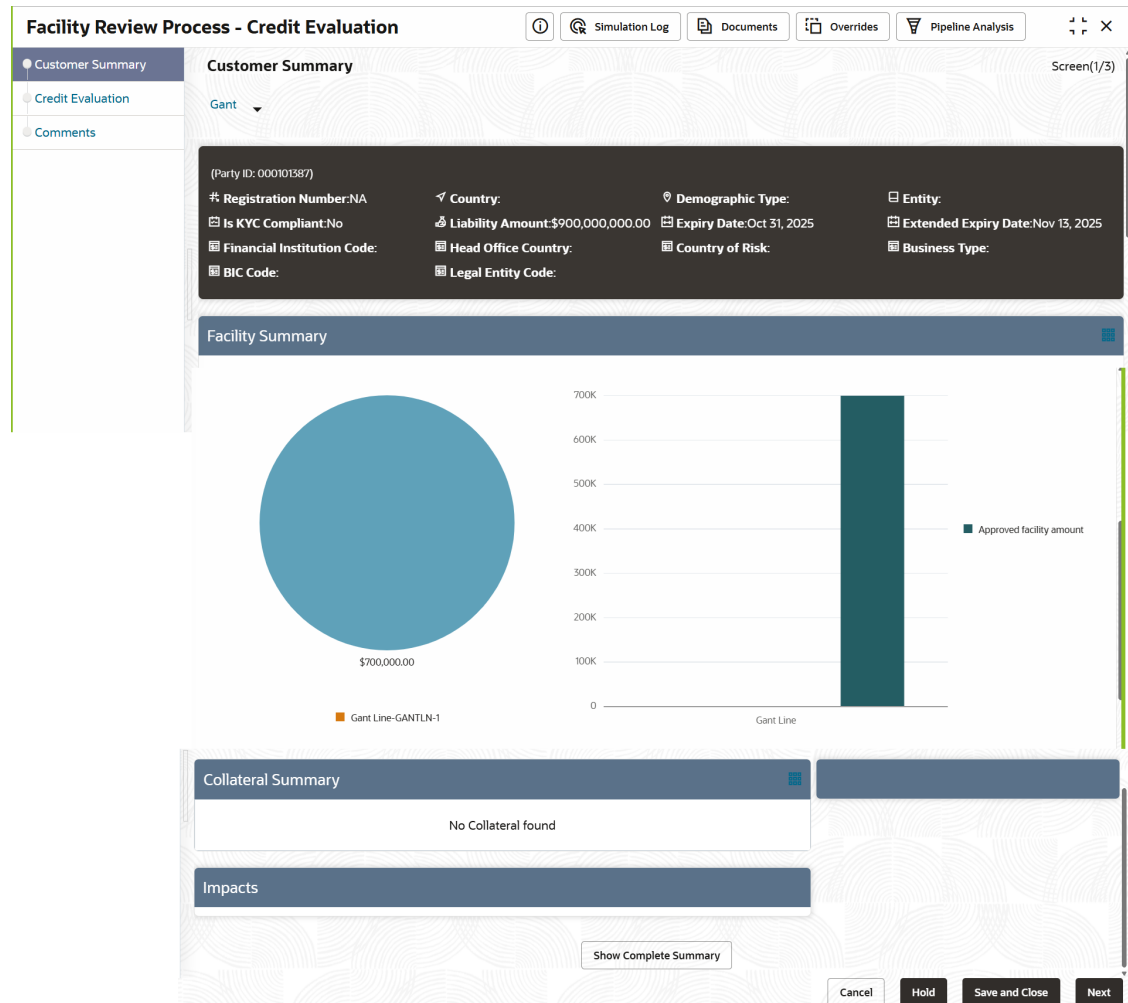 Facility Review Process - Credit Evaluation
Simulation Log
Documents
Overrides
Pipeline Analysis
Customer Summary
Credit Evaluation
Comments
Customer Summary
Screen(1/3)
Gant
(Party ID: 000101387)
Registration Number:NA
Country:
Demographic Type:
Entity:
Is KYC Compliant:No
Liability Amount:$900,000,000.00
Expiry Date:Oct 31, 2025
Extended Expiry Date:Nov 13, 2025
Financial Institution Code:
Head Office Country:
Country of Risk:
Business Type:
BIC Code:
Legal Entity Code:
Facility Summary
$700,000.00
Gant Line-GANTLN-1
700K
600K
500K
400K
300K
200K
100K
0
Gant Line
Approved facility amount
Collateral Summary
No Collateral found
Impacts
Show Complete Summary
Cancel
Hold
Save and Close
Next